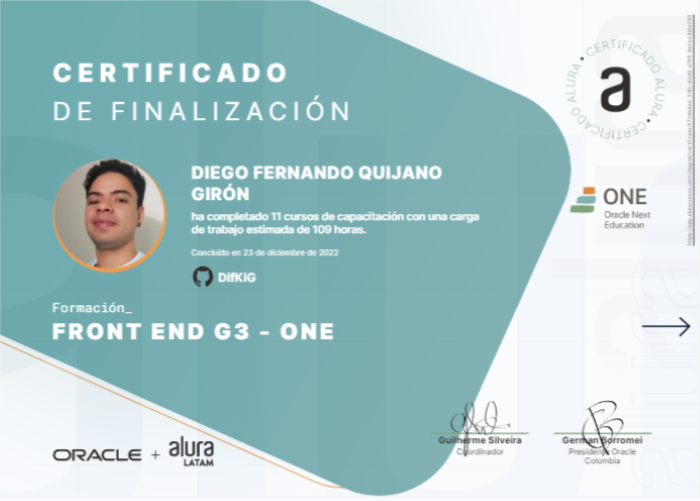 CERTIFICADO
DE FINALIZACIÓN
DIEGO FERNANDO QUIJANO
GIRÓN
ha completado 11 cursos de capacitación con una carga
de trabajo estimada de 109 horas.
Concluido en 23 de diciembre de 2022
DifKiG
Formación_
FRONT END G3 - ONE
ORACLE + alura
LATAM
CERTIFICADO ALURA • CERTIFICADO ALURA •
a
ONE
Oracle Next
Education
Guilherme Silveira
Coordinador
German Borromei
Presidente Oracle
Colombia